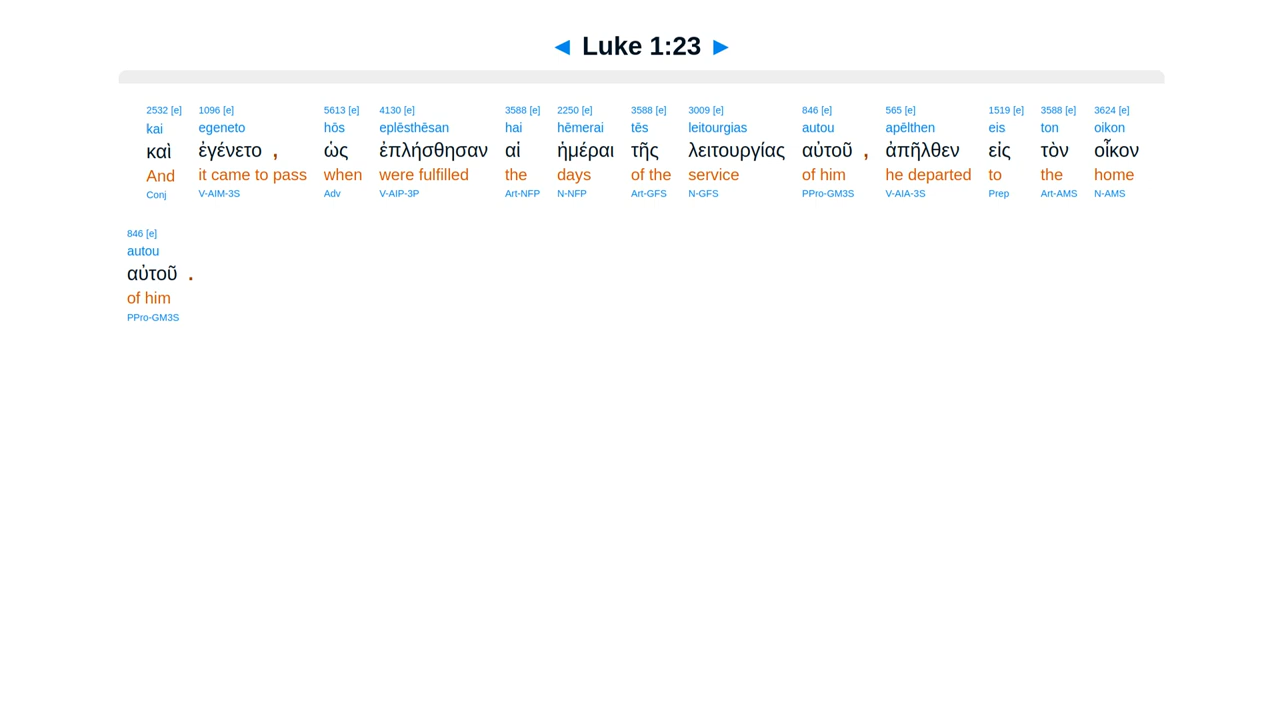 ◄ Luke 1:23 ►
2532 [e] 1096 [e] 5613 [e] 4130 [e] 3588 [e] 2250 [e] 3588 [e] 3009 [e] 846 [e] 565 [e] 1519 [e] 3588 [e] 3624 [e]
kai egeneto hōs eplēsthēsan hai hēmerai tēs leitourgias autou apēlthen eis ton oikon
καὶ ἐγένετο , ὡς ἐπλήσθησαν αἱ ἡμέραι τῆς λειτουργίας αὐτοῦ , ἀπῆλθεν εἰς τὸν οἶκον
And it came to pass when were fulfilled the days of the service of him he departed to the home
Conj V-AIM-3S Adv V-AIP-3P Art-NFP N-NFP Art-GFS N-GFS PPro-GM3S V-AIA-3S Prep Art-AMS N-AMS
846 [e]
autou
αὐτοῦ .
of him
PPro-GM3S